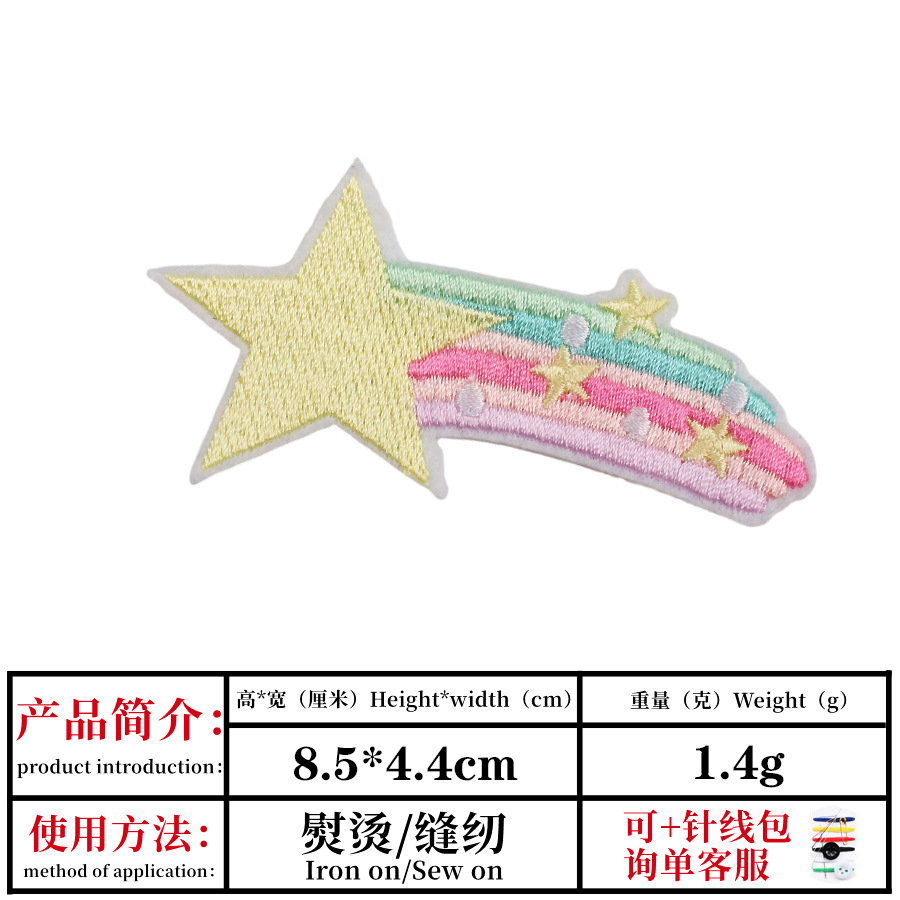 产品简介：
product introduction：
高*宽（厘米）Height*width（cm）
8.5*4.4cm
重量（克）Weight（g）
1.4g
使用方法：
method of application：
熨烫/缝纫
Iron on/Sew on
可+针线包
询单客服